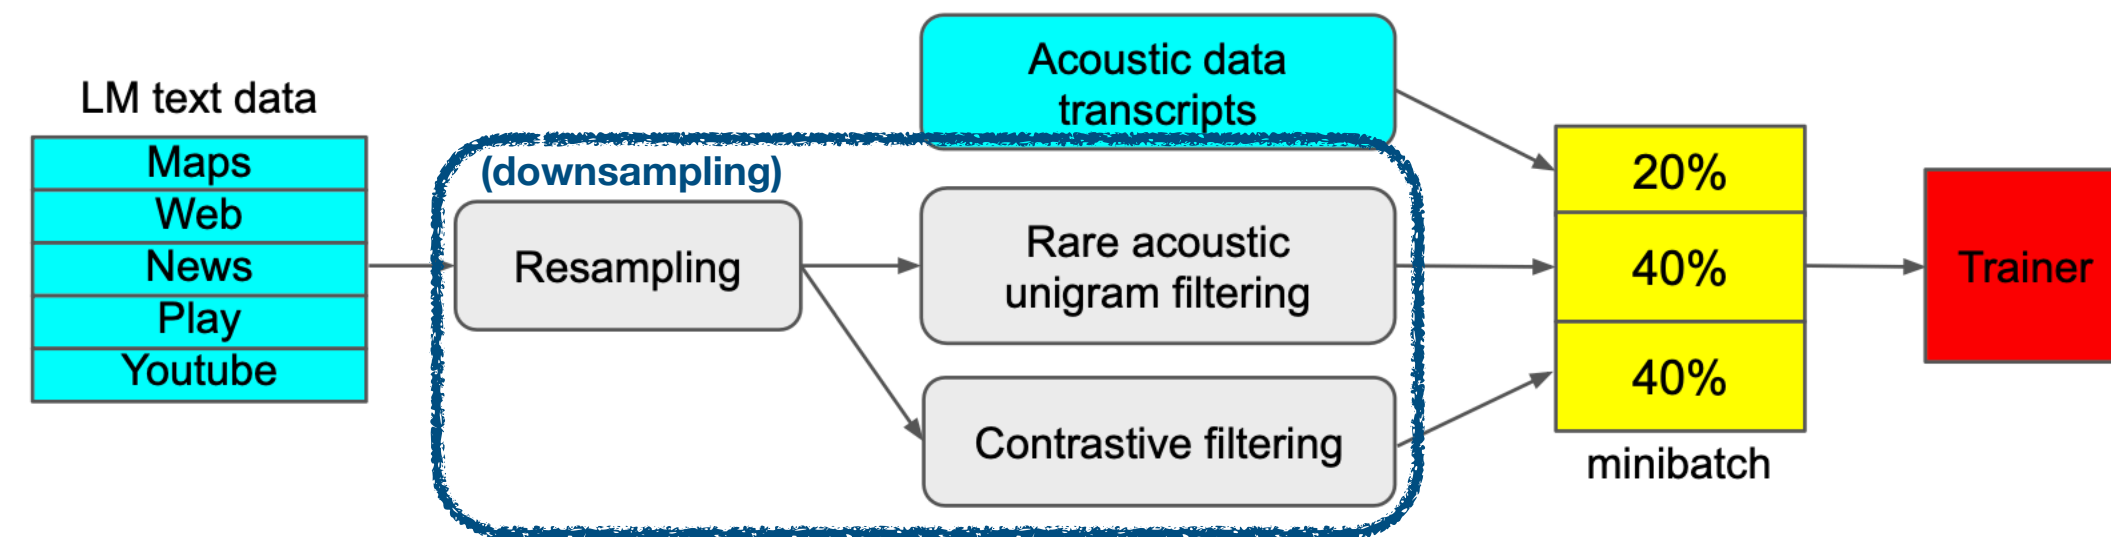 LM text data
Maps
Web
News
Play
Youtube
(downsampling)
Resampling
Acoustic data
transcripts
Rare acoustic
unigram filtering
Contrastive filtering
20%
40%
40%
minibatch
Trainer